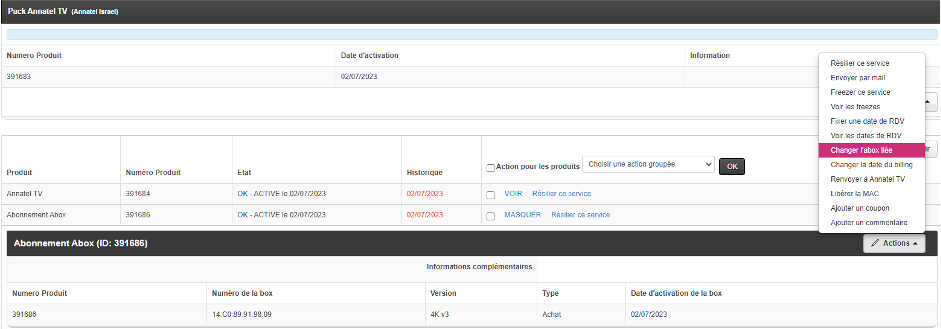 Pack Annatel TV (Annatel Israel)
Numero Produit Date d'activation Information
391683 02/07/2023
Résilier ce service
Envoyer par mail
Freezer ce service
Voir les freezes
Fixer une date de RDV
Voir les dates de RDV
Changer l'abox liée
Changer la date du billing
Renvoyer à Annatel TV
Libérer la MAC
Ajouter un coupon
Ajouter un commentaire
Produit Numéro Produit Etat Historique Action pour les produits Choisir une action groupée OK
Annatel TV 391684 OK - ACTIVE le 02/07/2023 02/07/2023 VOIR Résilier ce service
Abonnement Abox 391686 OK - ACTIVE le 02/07/2023 02/07/2023 MASQUER Résilier ce service
Abonnement Abox (ID: 391686) Actions
Informations complémentaires
Numero Produit Numéro de la box Version Type Date d'activation de la box
391686 14:C0:89:91:98:09 4K v3 Achat 02/07/2023